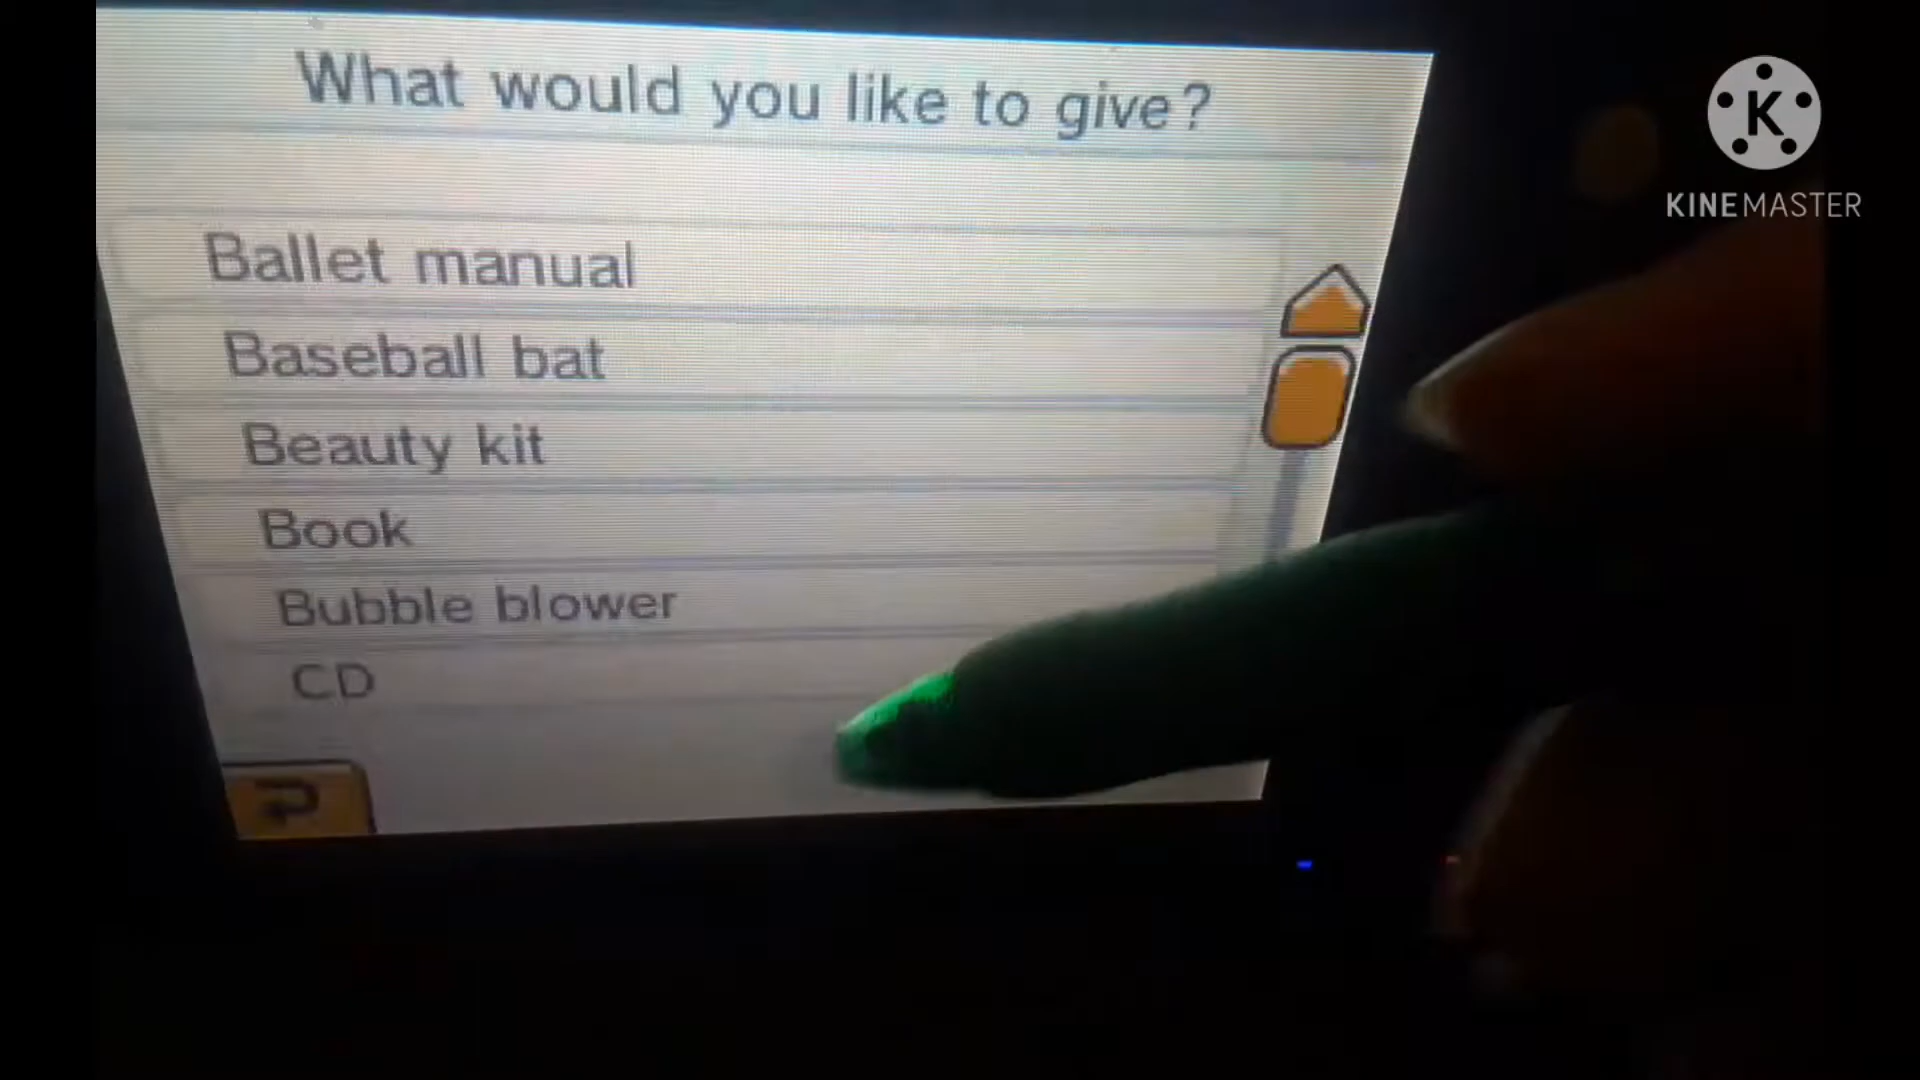 What would you like to give?
Ballet manual
Baseball bat
Beauty kit
Book
Bubble blower
CD
K
KINEMASTER